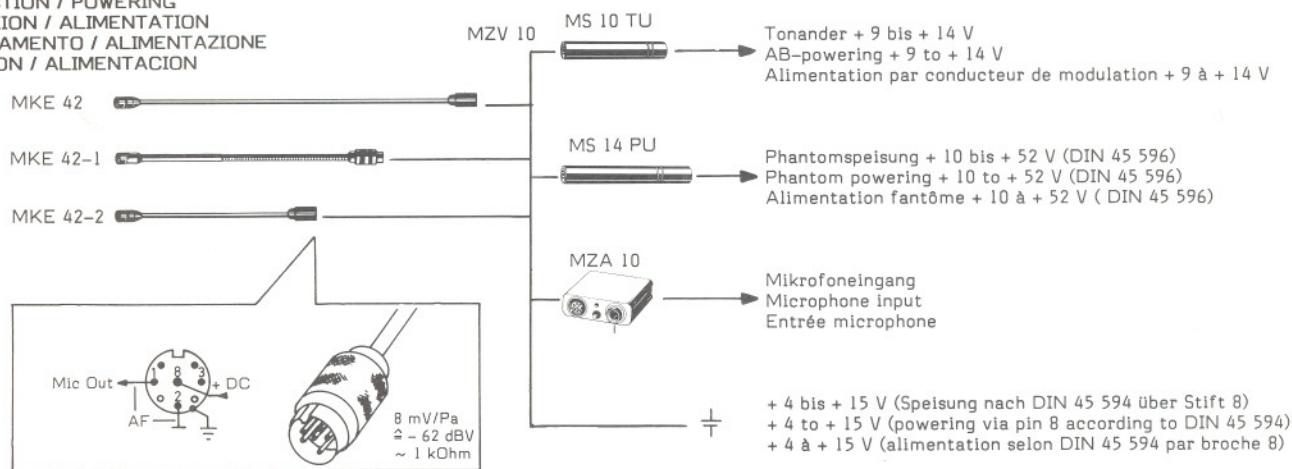 POWERING
ALIMENTATION
ALIMENTAZIONE
ALIMENTACION
MZV 10
MS 10 TU
Tonander + 9 bis + 14 V
AB-powering + 9 to + 14 V
Alimentation par conducteur de modulation + 9 à + 14 V
MKE 42
MKE 42-1
MKE 42-2
MS 14 PU
Phantomspeisung + 10 bis + 52 V (DIN 45 596)
Phantom powering + 10 to + 52 V (DIN 45 596)
Alimentation fantôme + 10 à + 52 V ( DIN 45 596)
MZA 10
Mikrofoneingang
Microphone input
Entrée microphone
Mic Out
1
8
3
2
+ DC
AF
8 mV/Pa
≙ - 62 dBV
~ 1 kOhm
+ 4 bis + 15 V (Speisung nach DIN 45 594 über Stift 8)
+ 4 to + 15 V (powering via pin 8 according to DIN 45 594)
+ 4 à + 15 V (alimentation selon DIN 45 594 par broche 8)